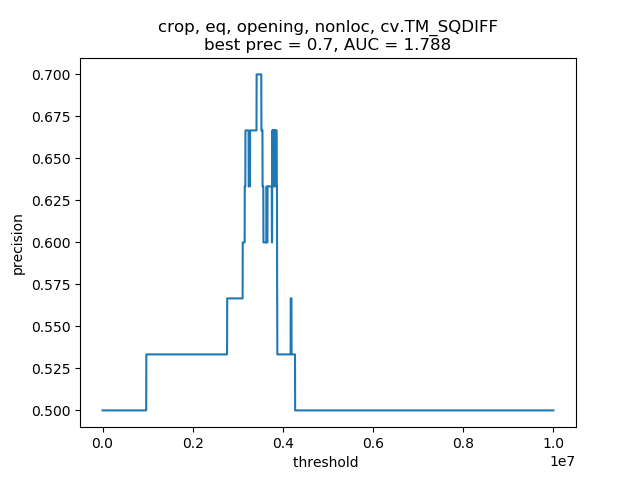 crop, eq, opening, nonloc, cv.TM_SQDIFF
best prec = 0.7, AUC = 1.788
precision
0.700
0.675
0.650
0.625
0.600
0.575
0.550
0.525
0.500
0.0 0.2 0.4 0.6 0.8 1.0
1e7
threshold